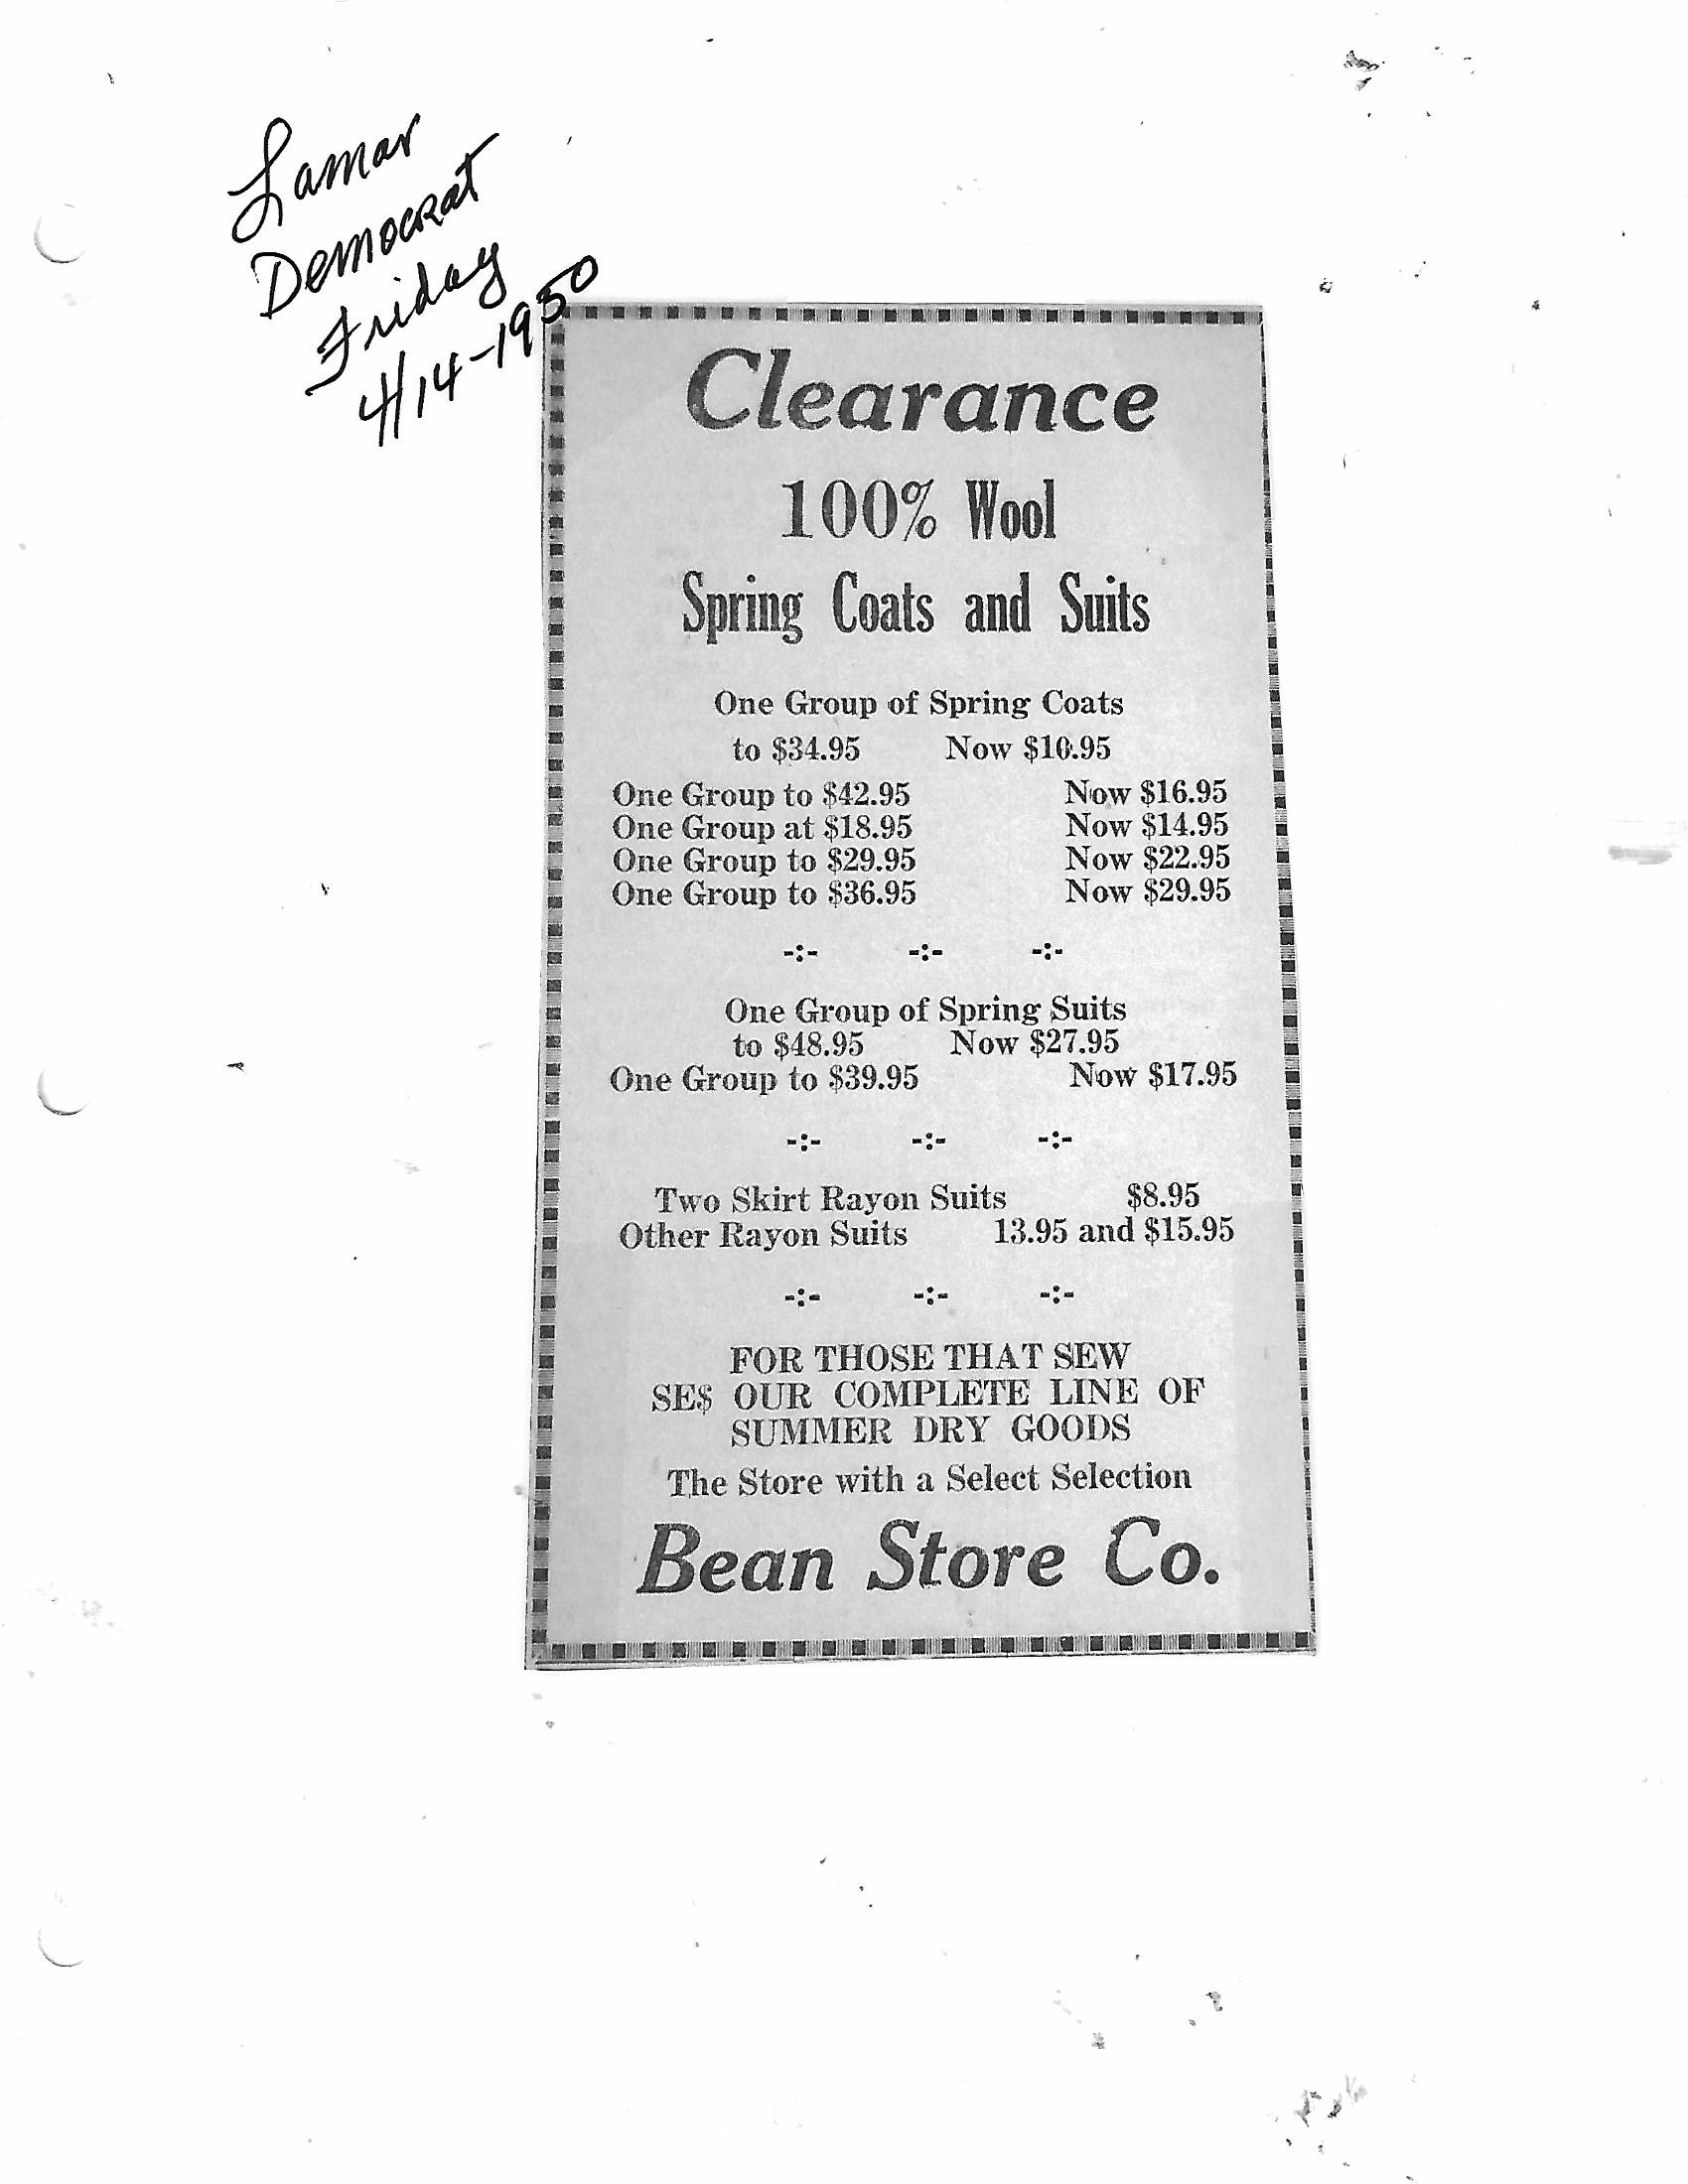 Lamar
Democrat
Friday
4/14-1950
Clearance
100% Wool
Spring Coats and Suits
One Group of Spring Coats
to $34.95 Now $10.95
One Group to $42.95 Now $16.95
One Group at $18.95 Now $14.95
One Group to $29.95 Now $22.95
One Group to $36.95 Now $29.95
-:- -:- -:-
One Group of Spring Suits
to $48.95 Now $27.95
One Group to $39.95 Now $17.95
-:- -:- -:-
Two Skirt Rayon Suits $8.95
Other Rayon Suits 13.95 and $15.95
-:- -:- -:-
FOR THOSE THAT SEW
SE$ OUR COMPLETE LINE OF
SUMMER DRY GOODS
The Store with a Select Selection
Bean Store Co.